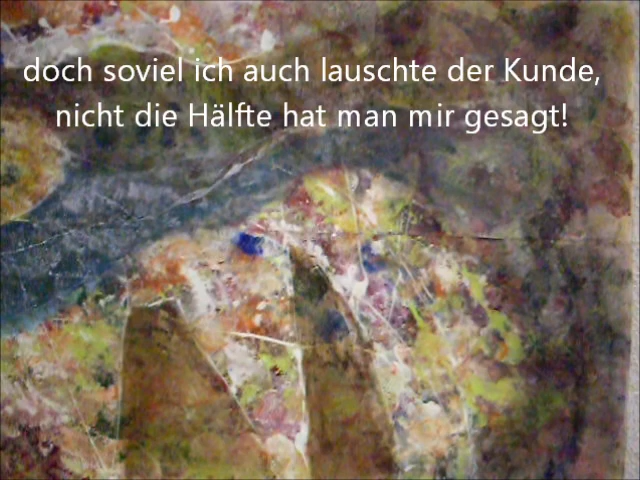 doch soviel ich auch lauschte der Kunde,
nicht die Hälfte hat man mir gesagt!